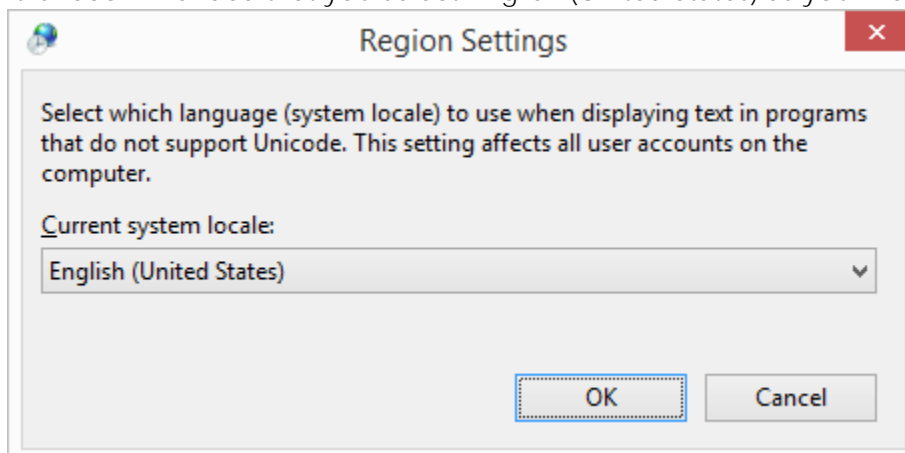 Region Settings
Select which language (system locale) to use when displaying text in programs
that do not support Unicode. This setting affects all user accounts on the
computer.
Current system locale:
English (United States)
OK Cancel